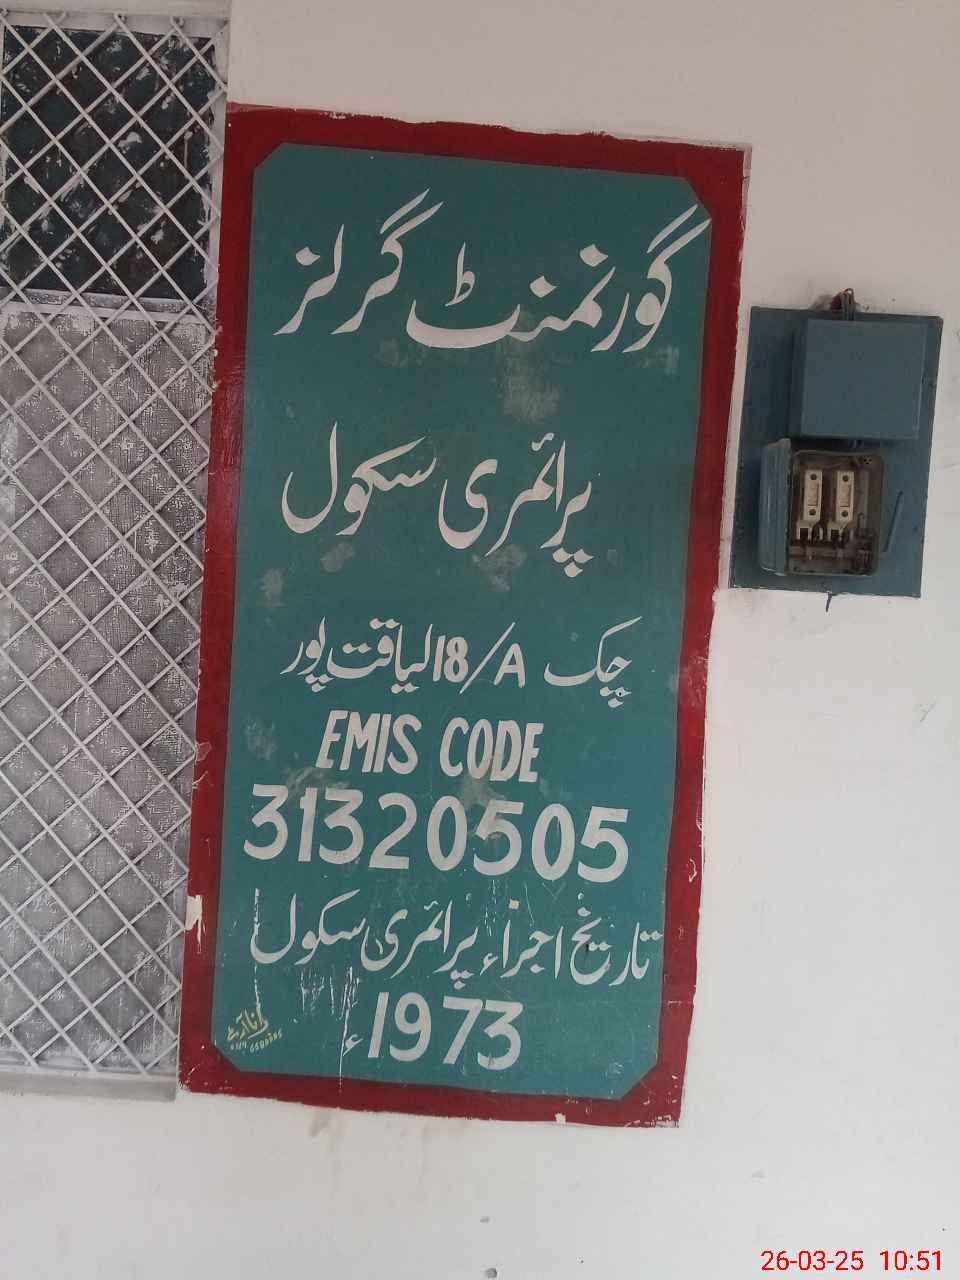 گورنمنٹ گرلز
پرائمری سکول
چک 18/A لیاقت پور
EMIS CODE
31320505
تاریخ اجراء پرائمری سکول
1973ء
26-03-25 10:51